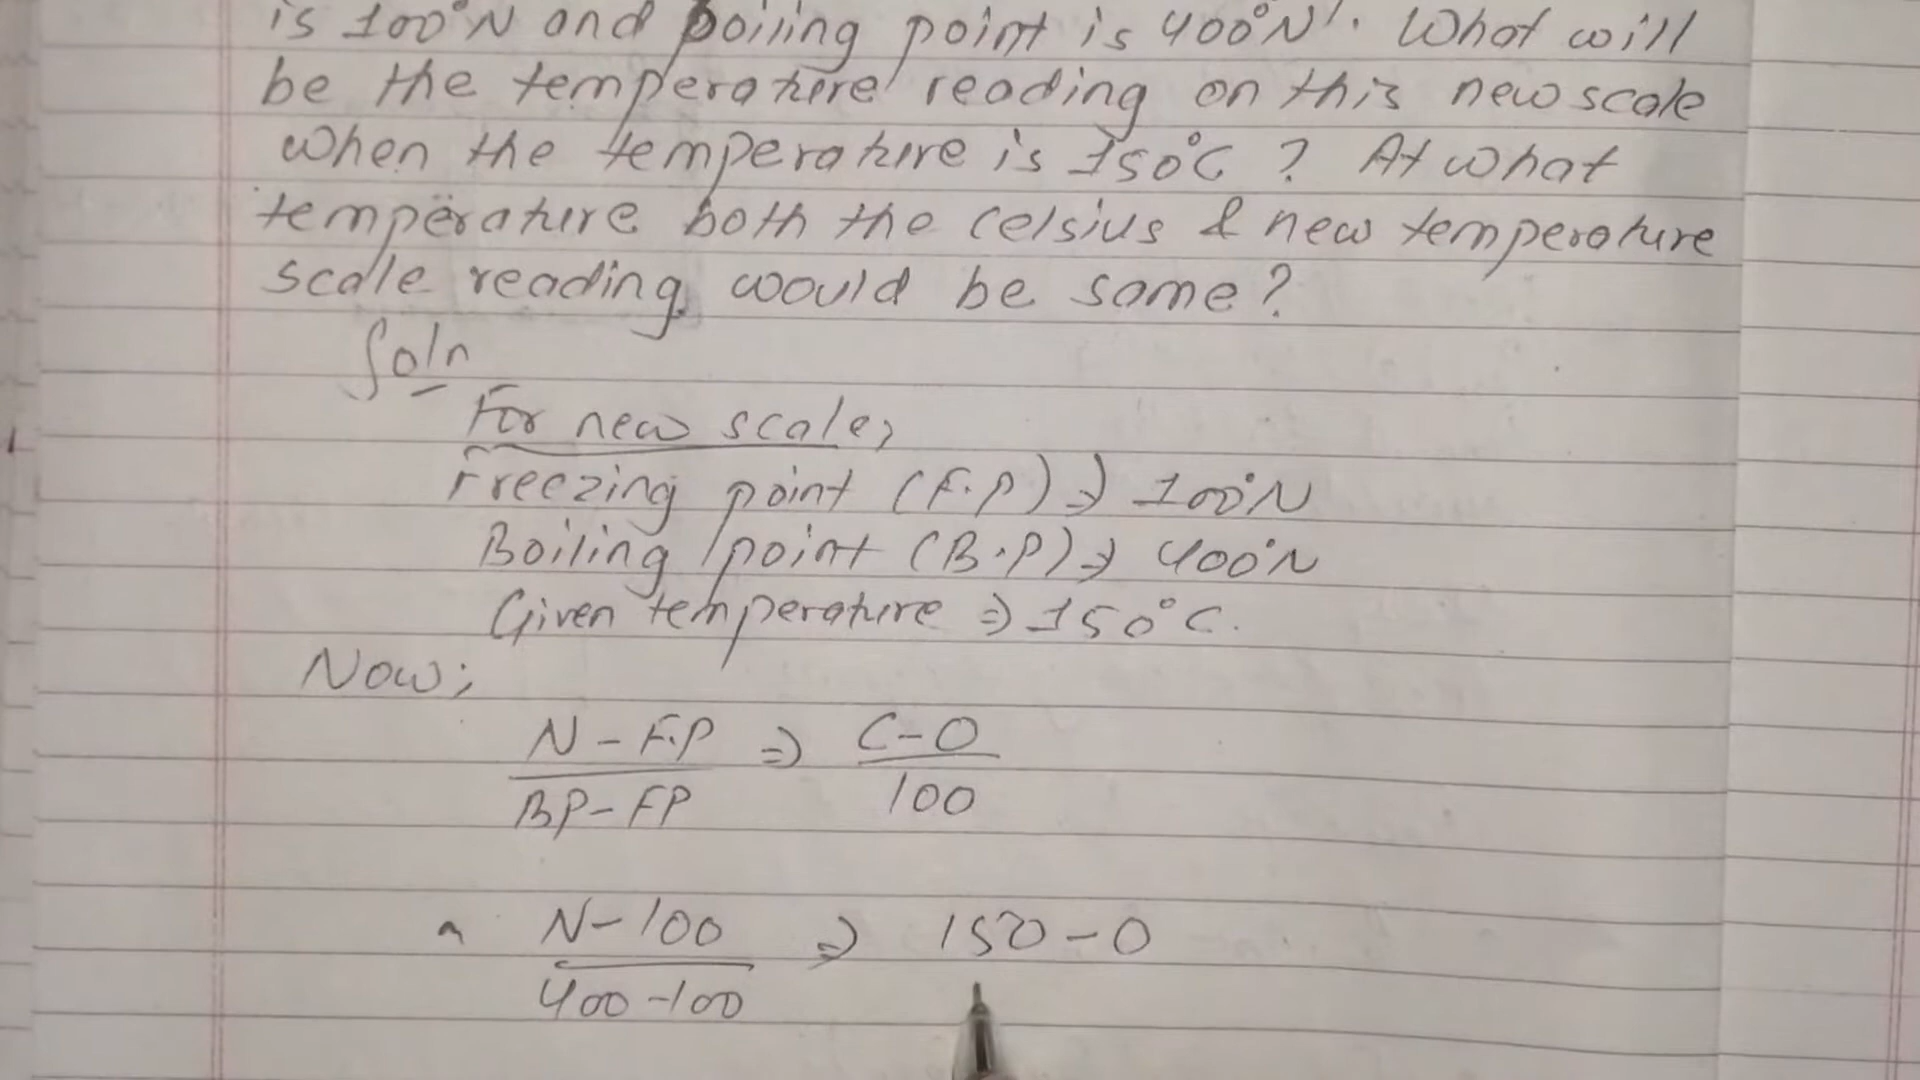 is 100°N and boiling point is 400°N'. What will
be the temperature reading on this new scale
when the temperature is 150°C ? At what
temperature both the celsius & new temperature
scale reading would be same?
Soln
For new scale,
Freezing point (F.P) ⇒ 100°N
Boiling point (B.P) ⇒ 400°N
Given temperature ⇒ 150°C.
Now;
N - F.P ⇒ C - 0
BP - FP 100
N - 100 ⇒ 150 - 0
400 - 100